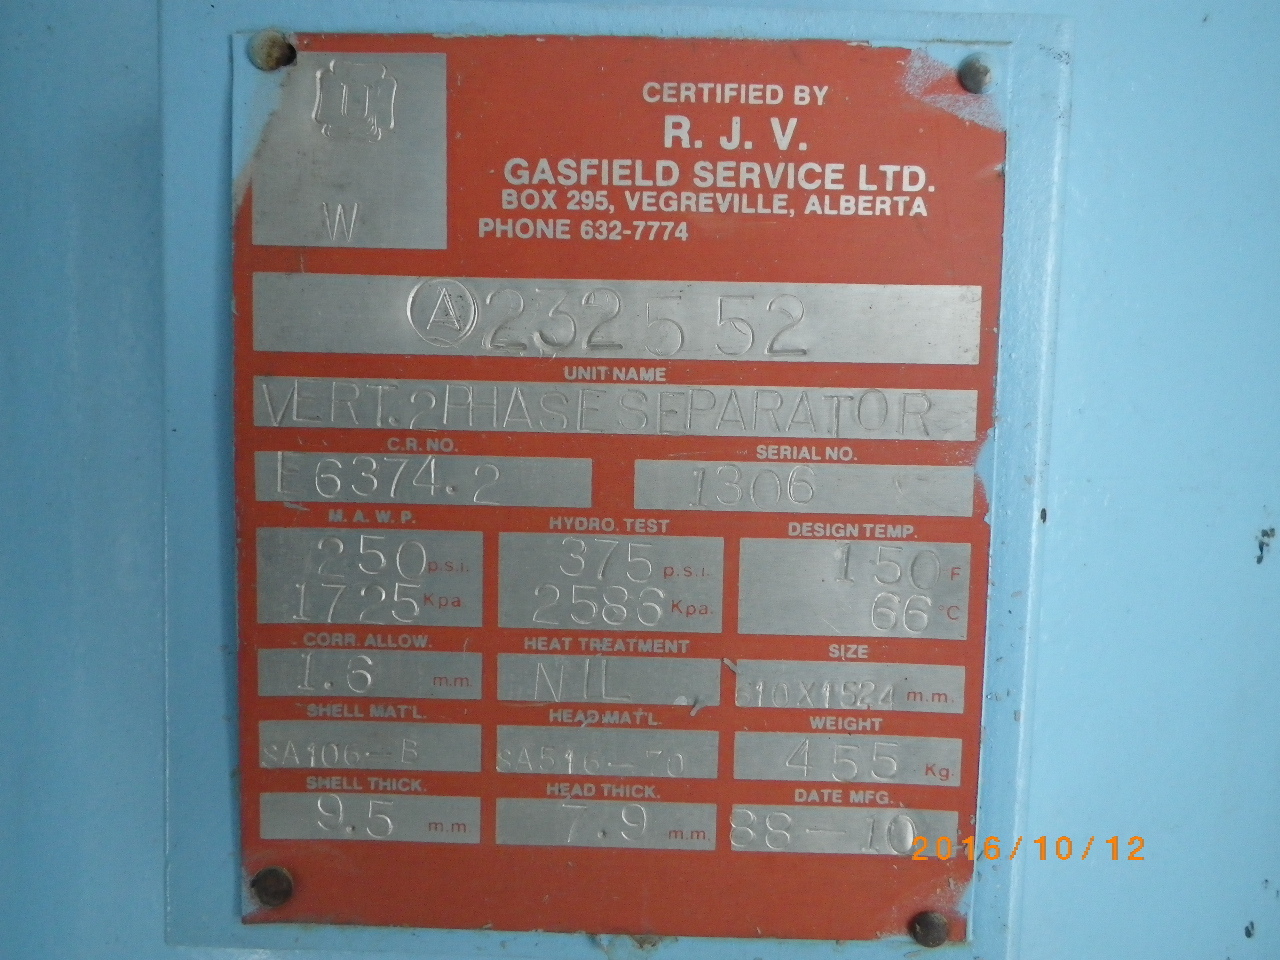 U
W
CERTIFIED BY
R. J. V.
GASFIELD SERVICE LTD.
BOX 295, VEGREVILLE, ALBERTA
PHONE 632-7774
A 232552
UNIT NAME
VERT. 2 PHASE SEPARATOR
C.R. NO.
SERIAL NO.
E6374.2
1306
M. A. W. P.
HYDRO. TEST
DESIGN TEMP.
250 p.s.i.
375 p.s.i.
150 F
1725 Kpa
2586 Kpa.
66 °C
CORR. ALLOW.
HEAT TREATMENT
SIZE
1.6 m.m.
NIL
610X1524 m.m.
SHELL MAT'L.
HEAD MAT'L.
WEIGHT
SA106-B
SA516-70
455 Kg.
SHELL THICK.
HEAD THICK.
DATE MFG.
9.5 m.m
7.9 m.m.
88-10
2016/10/12